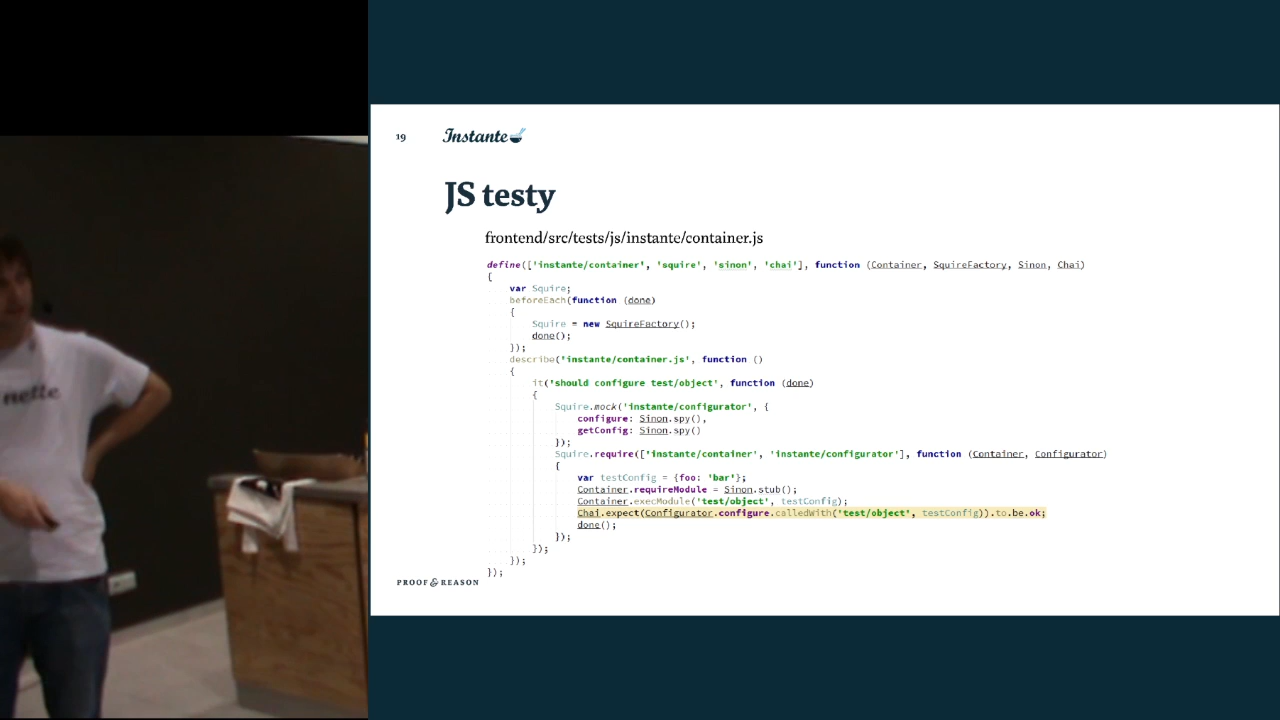 19
Instante
JS testy
frontend/src/tests/js/instante/container.js
define(['instante/container', 'squire', 'sinon', 'chai'], function (Container, SquireFactory, Sinon, Chai)
{
var Squire;
beforeEach(function (done)
{
Squire = new SquireFactory();
done();
});
describe('instante/container.js', function ()
{
it('should configure test/object', function (done)
{
Squire.mock('instante/configurator', {
configure: Sinon.spy(),
getConfig: Sinon.spy()
});
Squire.require(['instante/container', 'instante/configurator'], function (Container, Configurator)
{
var testConfig = {foo: 'bar'};
Container.requireModule = Sinon.stub();
Container.execModule('test/object', testConfig);
Chai.expect(Configurator.configure.calledWith('test/object', testConfig)).to.be.ok;
done();
});
});
});
});
PROOF & REASON
nette